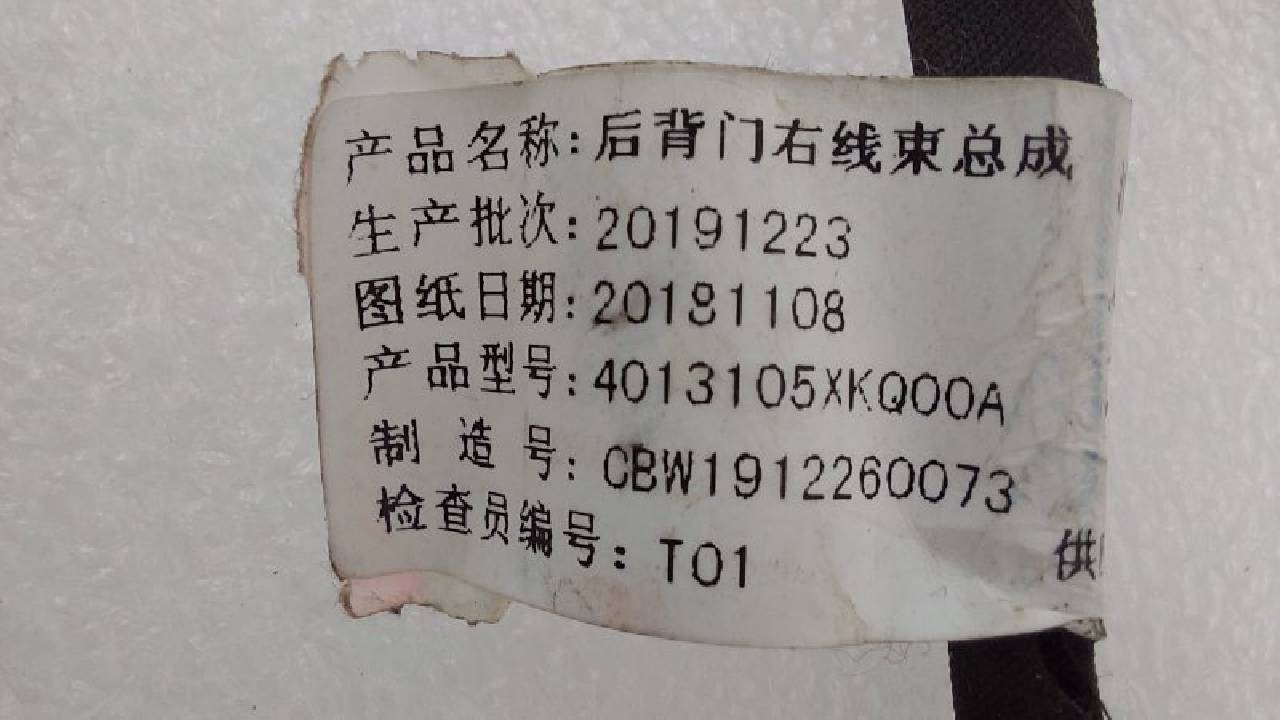 产品名称:后背门右线束总成
生产批次:20191223
图纸日期:20181108
产品型号:4013105XKQ00A
制造号:CBW1912260073
检查员编号:T01
供